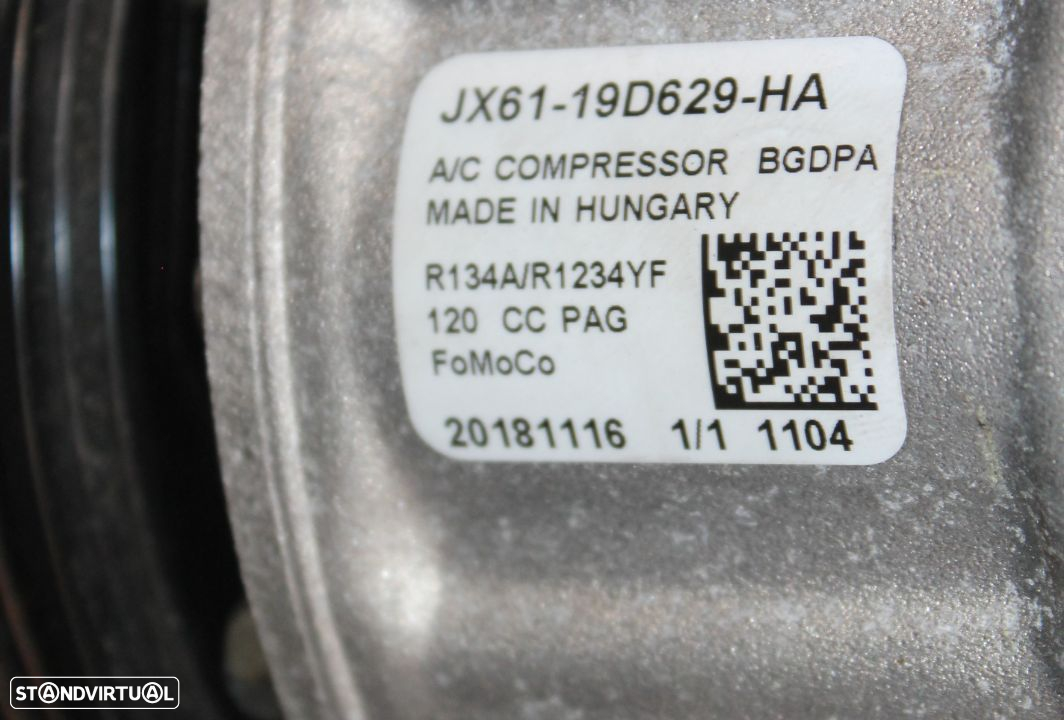 JX61-19D629-HA
A/C COMPRESSOR BGDPA
MADE IN HUNGARY
R134A/R1234YF
120 CC PAG
FoMoCo
20181116 1/1 1104
STANDVIRTUAL